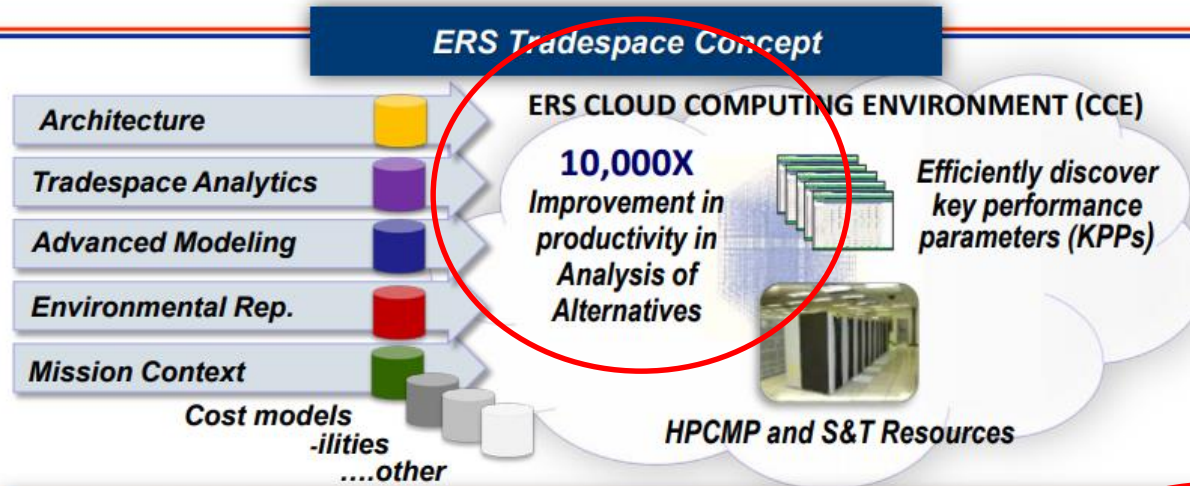 ERS Tradespace Concept
Architecture
Tradespace Analytics
Advanced Modeling
Environmental Rep.
Mission Context
Cost models
-ilities
....other
ERS CLOUD COMPUTING ENVIRONMENT (CCE)
10,000X
Improvement in
productivity in
Analysis of
Alternatives
Efficiently discover
key performance
parameters (KPPs)
HPCMP and S&T Resources